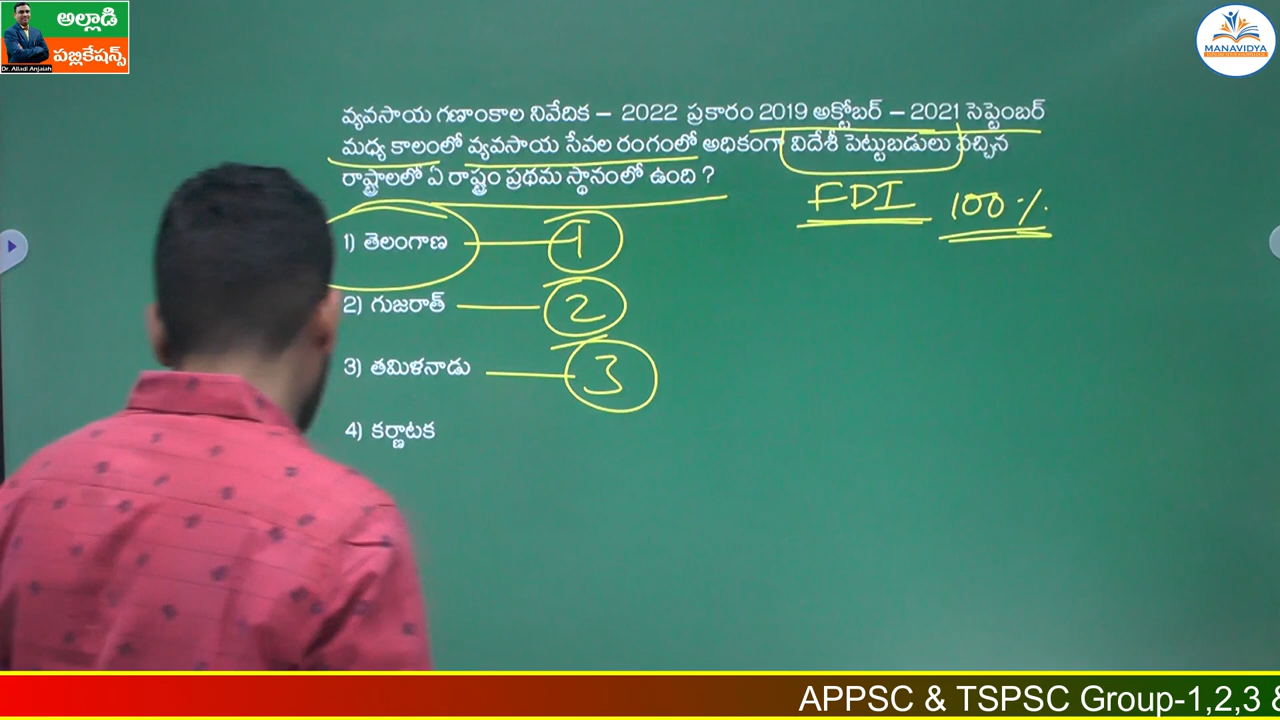 అల్లాడి
పబ్లికేషన్స్
Dr. Alladi Anjaiah
MANAVIDYA
వ్యవసాయ గణాంకాల నివేదిక – 2022 ప్రకారం 2019 అక్టోబర్ – 2021 సెప్టెంబర్
మధ్య కాలంలో వ్యవసాయ సేవల రంగంలో అధికంగా విదేశీ పెట్టుబడులు వచ్చిన
రాష్ట్రాలలో ఏ రాష్ట్రం ప్రథమ స్థానంలో ఉంది ?
FDI 100%
1) తెలంగాణ 1
2) గుజరాత్ 2
3) తమిళనాడు 3
4) కర్ణాటక
APPSC & TSPSC Group-1,2,3 &